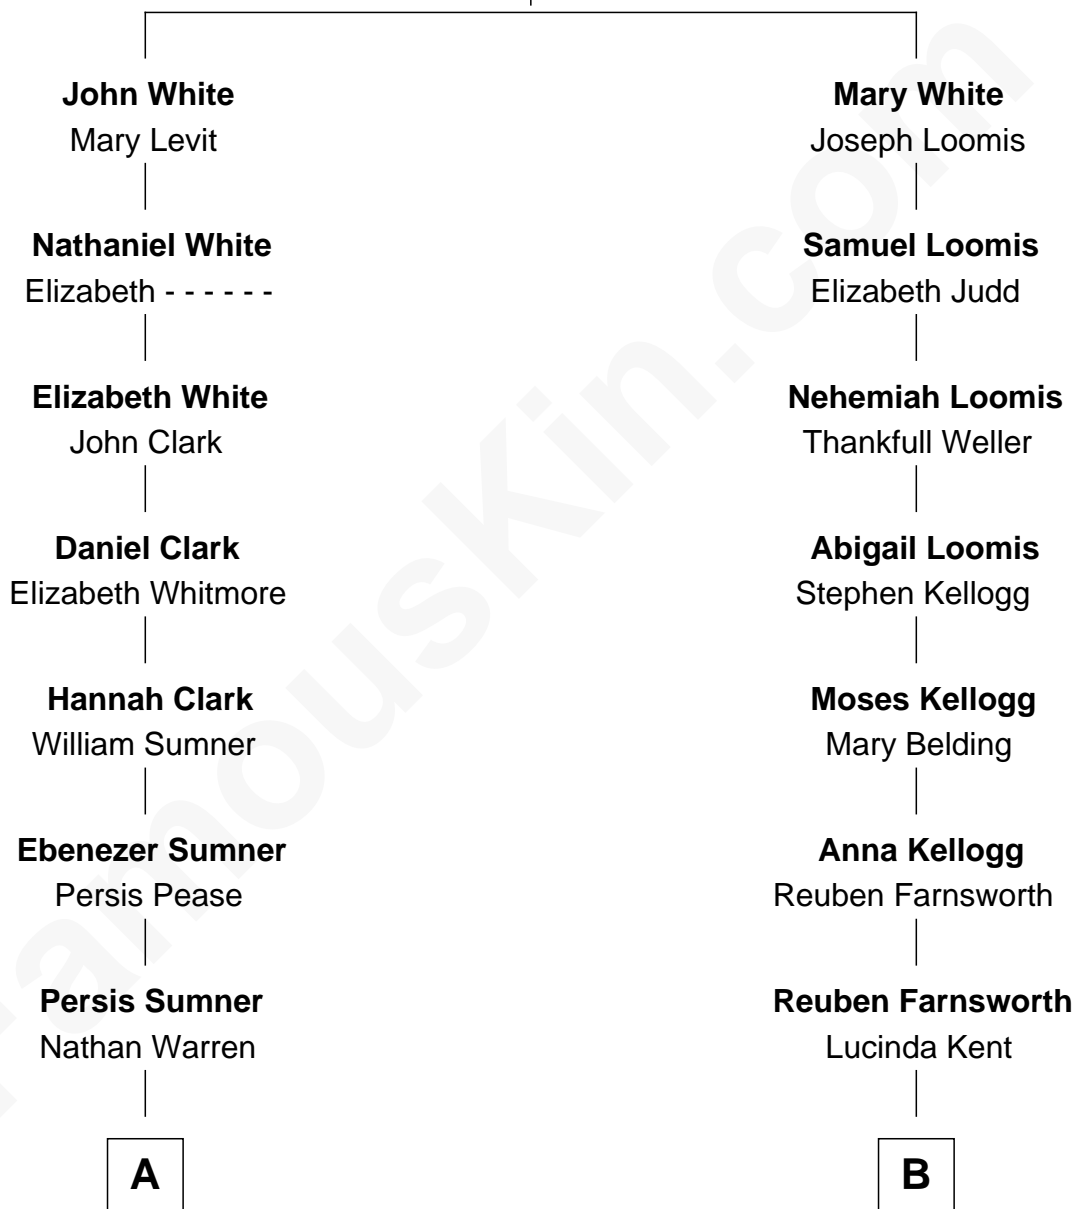 John White
Mary Levit
Nathaniel White
Elizabeth - - - - - -
Elizabeth White
John Clark
Daniel Clark
Elizabeth Whitmore
Hannah Clark
William Sumner
Ebenezer Sumner
Persis Pease
Persis Sumner
Nathan Warren
A
Mary White
Joseph Loomis
Samuel Loomis
Elizabeth Judd
Nehemiah Loomis
Thankfull Weller
Abigail Loomis
Stephen Kellogg
Moses Kellogg
Mary Belding
Anna Kellogg
Reuben Farnsworth
Reuben Farnsworth
Lucinda Kent
B
FamousKin.com